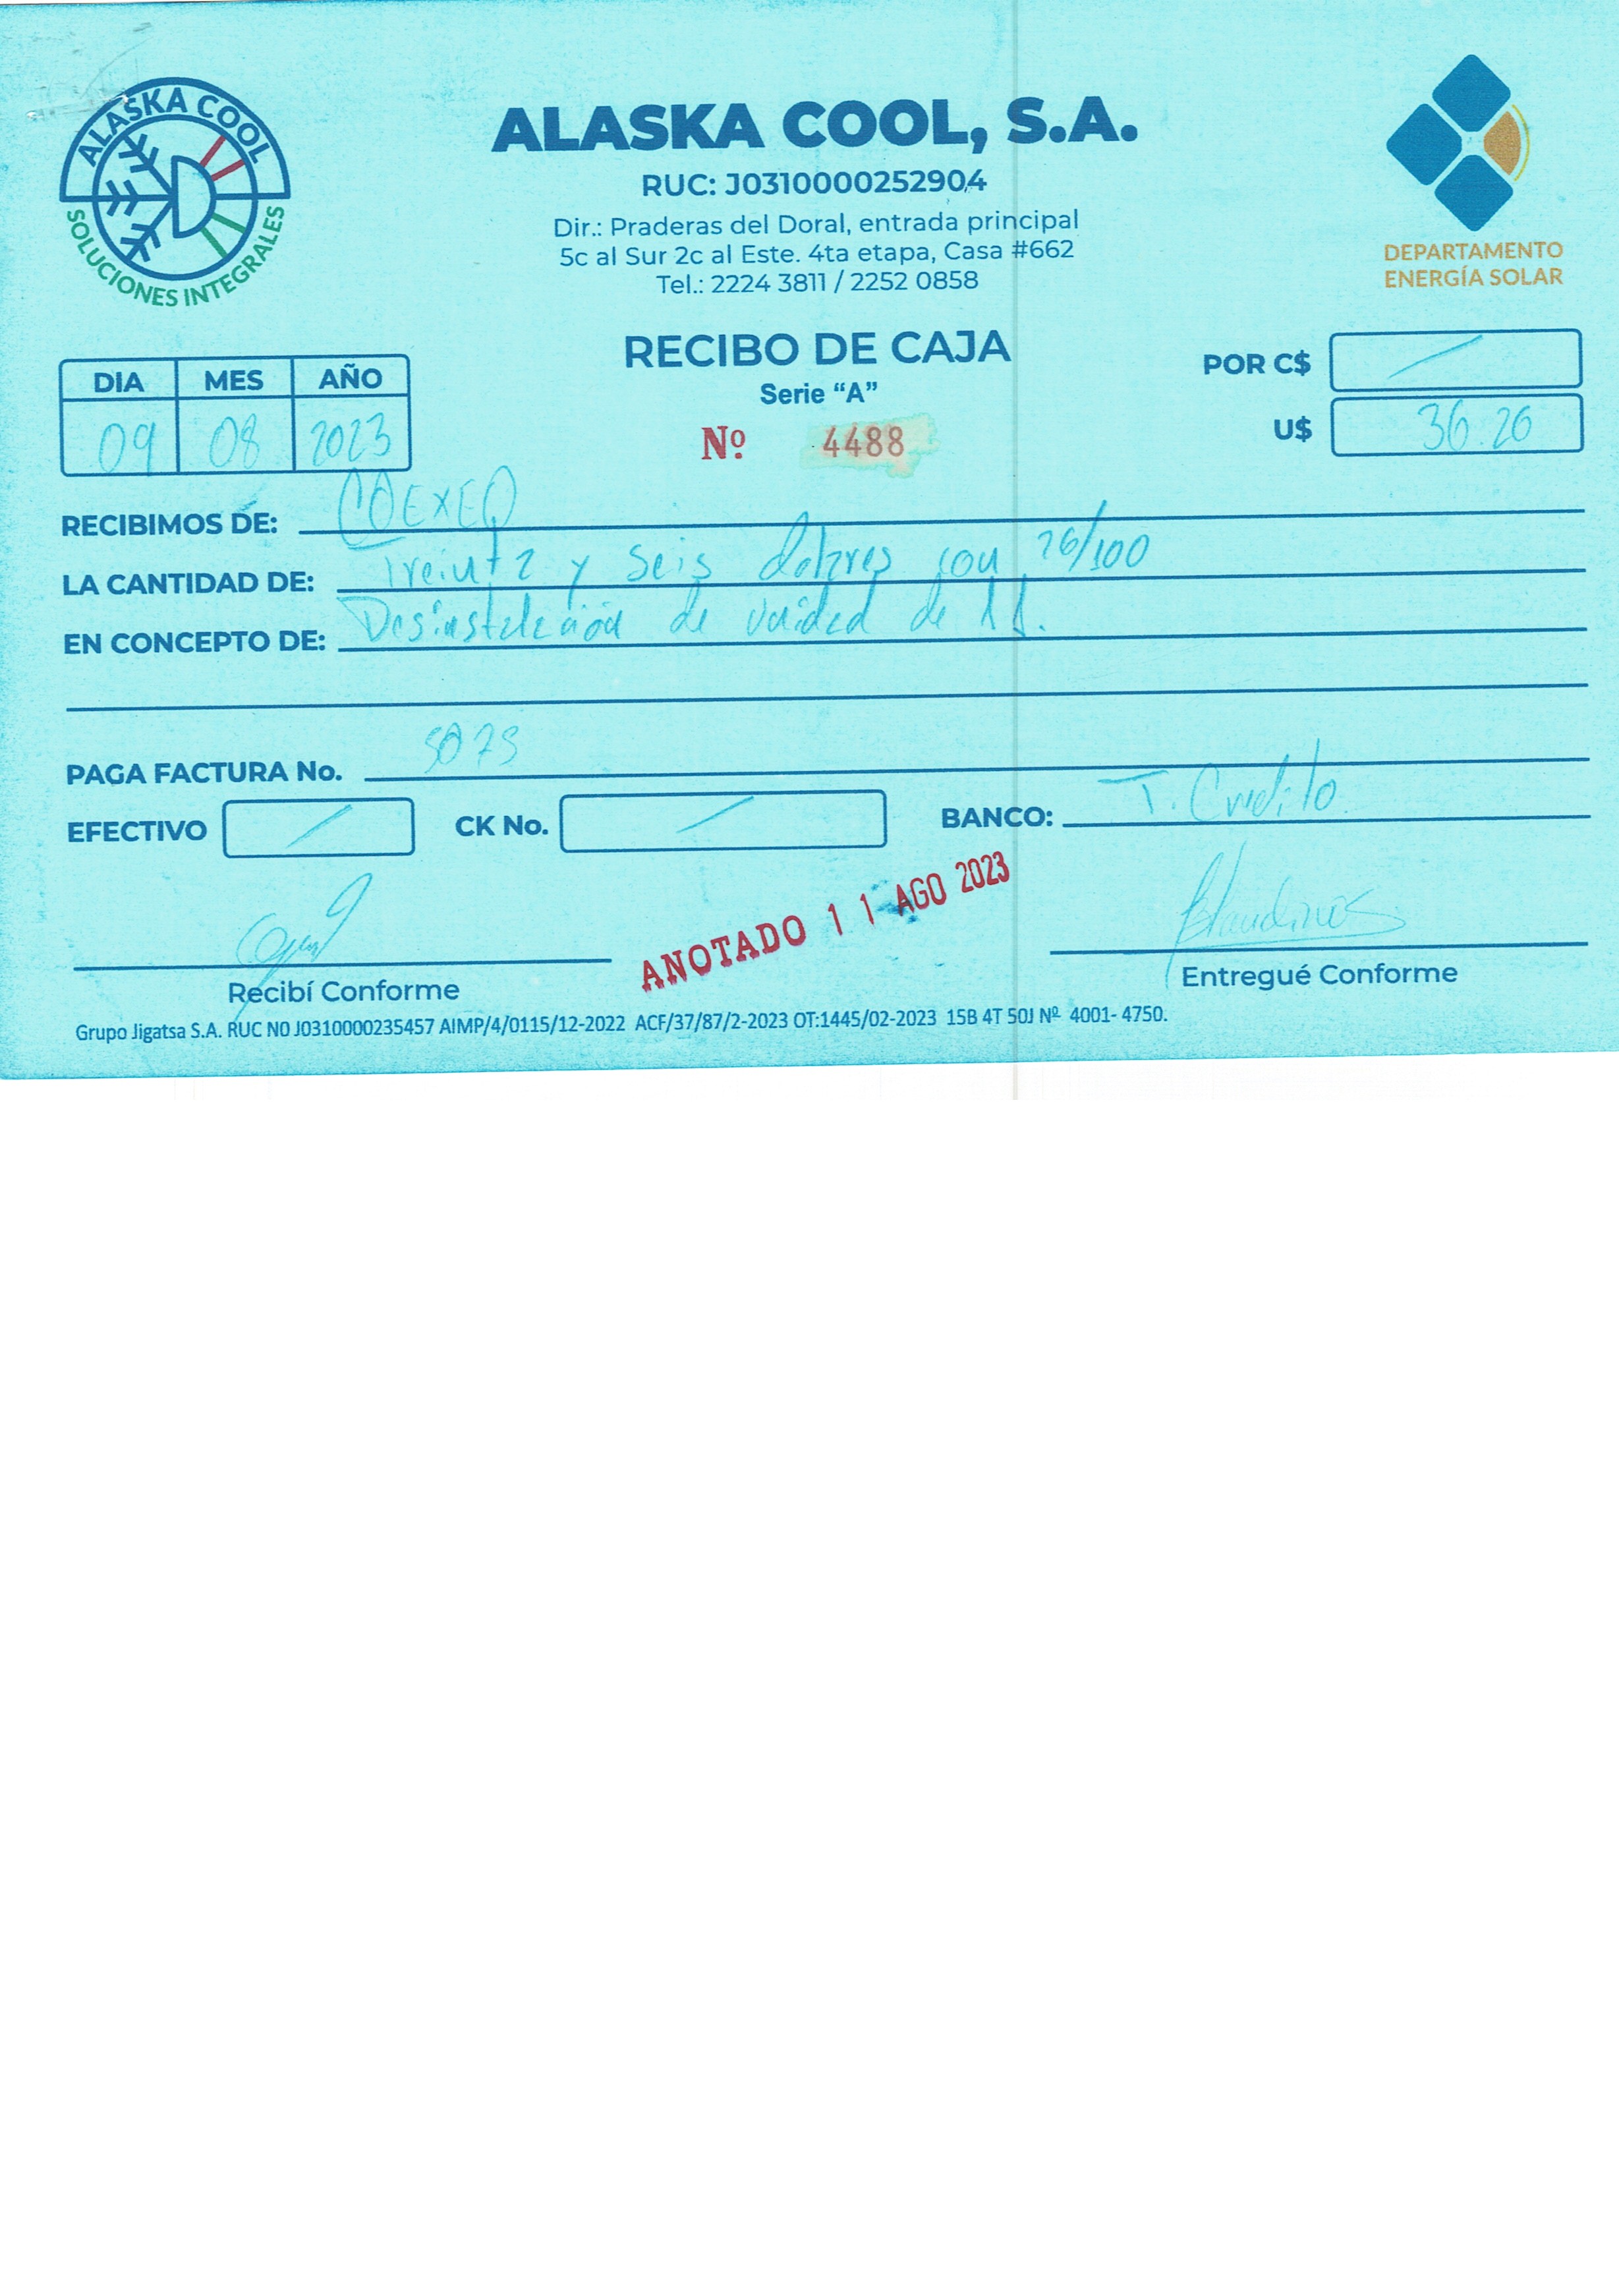 ALASKA COOL
SOLUCIONES INTEGRALES
ALASKA COOL, S.A.
RUC: J0310000252904
Dir.: Praderas del Doral, entrada principal
5c al Sur 2c al Este. 4ta etapa, Casa #662
Tel.: 2224 3811 / 2252 0858
DEPARTAMENTO
ENERGÍA SOLAR
RECIBO DE CAJA
Serie “A”
Nº 4488
DIA MES AÑO
09 08 2023
POR C$ /
U$ 36.26
RECIBIMOS DE: COEXEQ
LA CANTIDAD DE: Treinta y seis dolares con 26/100
EN CONCEPTO DE: Desinstalación de unidad de
PAGA FACTURA No.
EFECTIVO / CK No. / BANCO: T. Credito
ANOTADO 11 AGO 2023
Recibí Conforme
Entregué Conforme
Grupo Jigatsa S.A. RUC N0 J0310000235457 AIMP/4/0115/12-2022 ACF/37/87/2-2023 OT:1445/02-2023 15B 4T 50J Nº 4001- 4750.